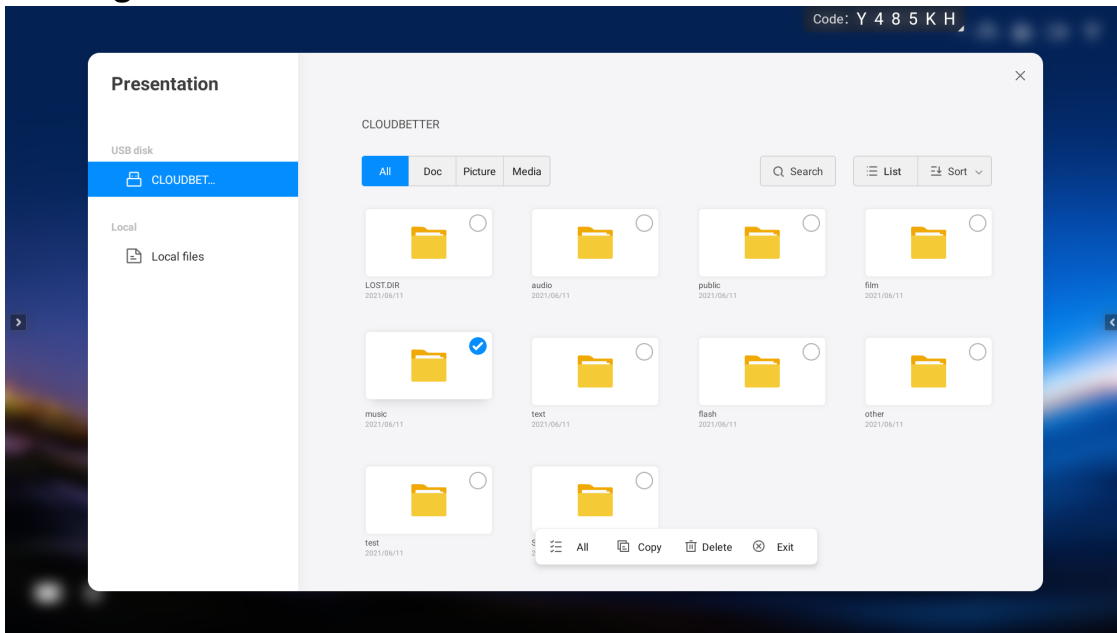 Code: Y 4 8 5 K H
Presentation
CLOUDBETTER
USB disk
CLOUDBET...
All Doc Picture Media
Search
List
Sort
Local
Local files
LOST.DIR audio public film
2021/06/11 2021/06/11 2021/06/11 2021/06/11
music text flash other
2021/06/11 2021/06/11 2021/06/11 2021/06/11
test
2021/06/11
All Copy Delete Exit